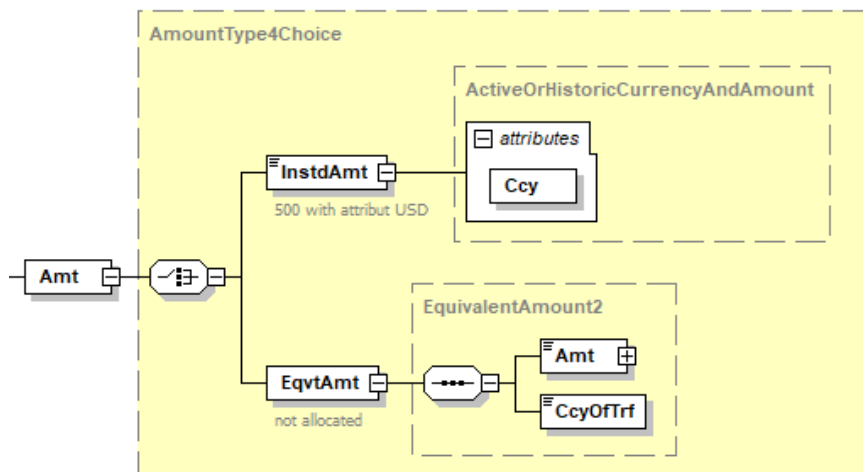 AmountType4Choice
ActiveOrHistoricCurrencyAndAmount
attributes
InstdAmt
Ccy
500 with attribut USD
Amt
EquivalentAmount2
Amt
EqvtAmt
CcyOfTrf
not allocated